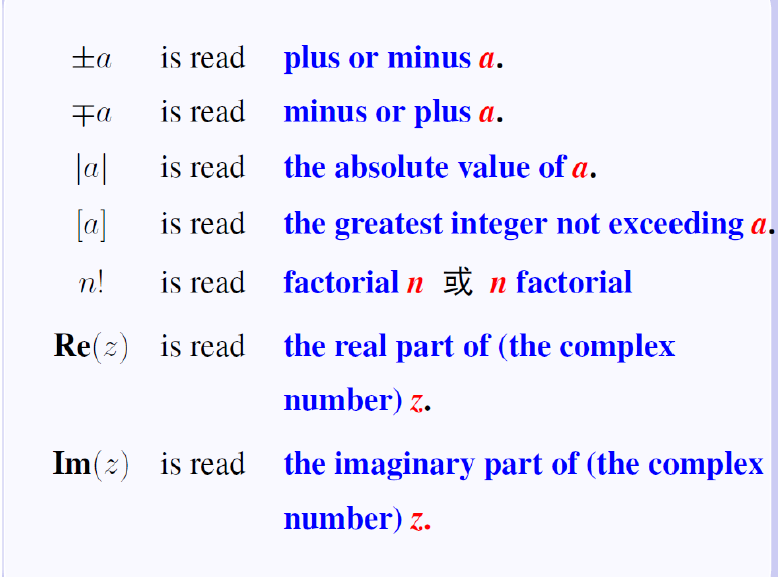 ±a is read plus or minus a.
∓a is read minus or plus a.
|a| is read the absolute value of a.
[a] is read the greatest integer not exceeding a.
n! is read factorial n 或 n factorial
Re(z) is read the real part of (the complex
number) z.
Im(z) is read the imaginary part of (the complex
number) z.